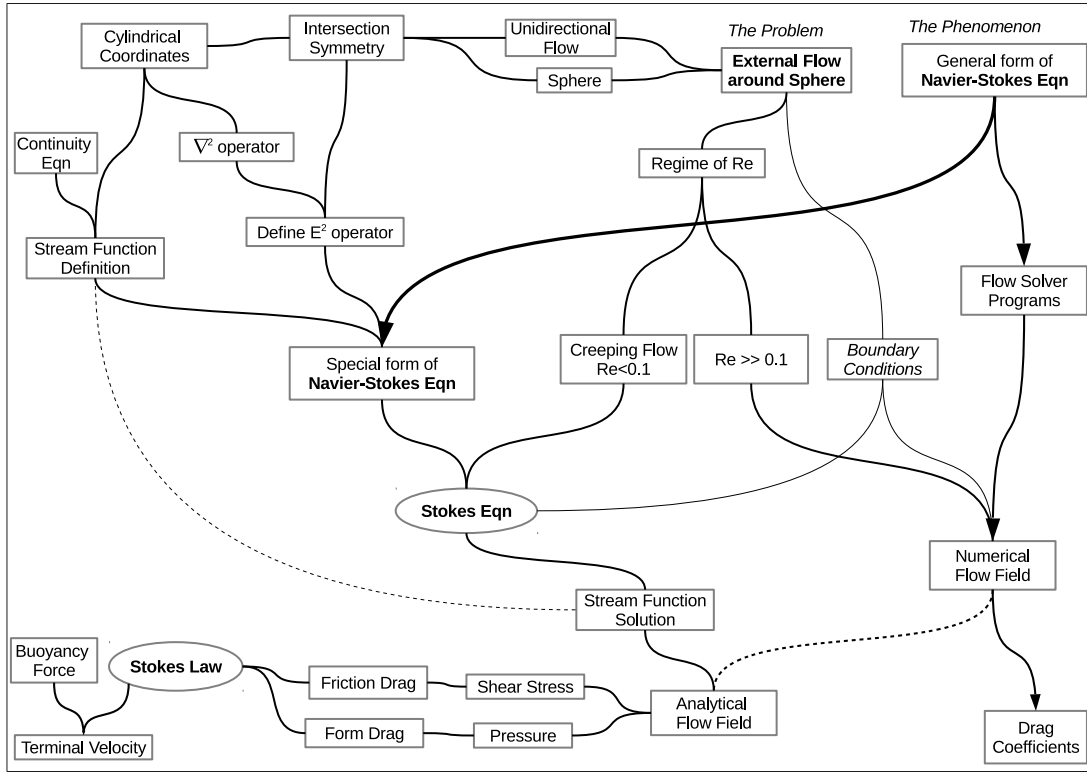 The Problem
The Phenomenon
Cylindrical
Coordinates
Intersection
Symmetry
Unidirectional
Flow
Sphere
External Flow
around Sphere
General form of
Navier-Stokes Eqn
Continuity
Eqn
∇² operator
Regime of Re
Stream Function
Definition
Define E² operator
Flow Solver
Programs
Special form of
Navier-Stokes Eqn
Creeping Flow
Re<0.1
Re >> 0.1
Boundary
Conditions
Stokes Eqn
Numerical
Flow Field
Stream Function
Solution
Buoyancy
Force
Stokes Law
Friction Drag
Shear Stress
Analytical
Flow Field
Terminal Velocity
Form Drag
Pressure
Drag
Coefficients